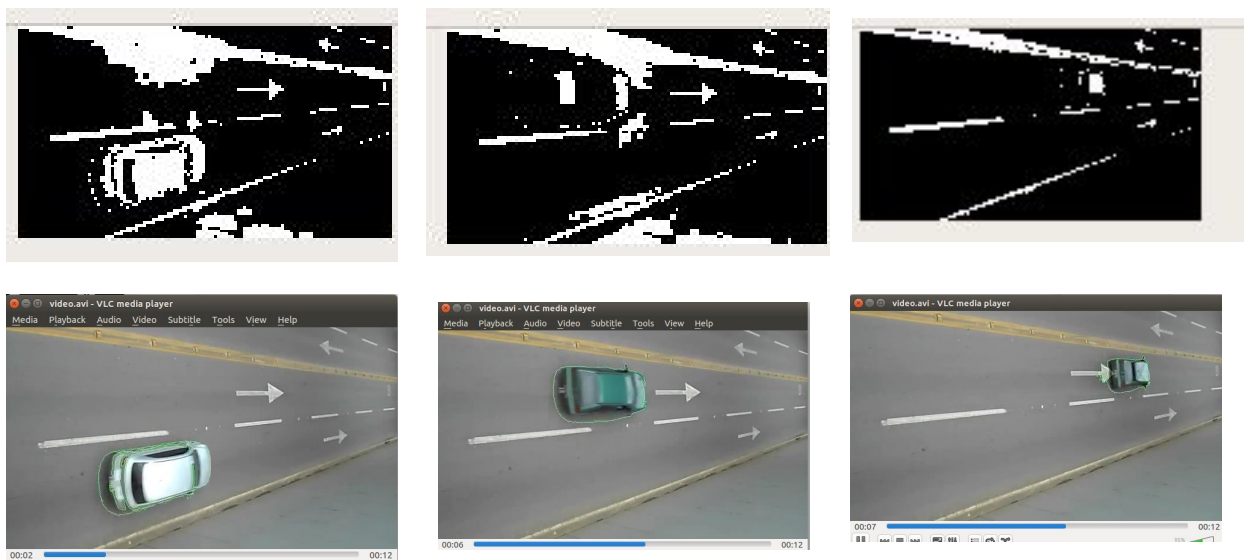 video.avi - VLC media player
Media Playback Audio Video Subtitle Tools View Help
00:02 00:12
video.avi - VLC media player
Media Playback Audio Video Subtitle Tools View Help
00:06 00:12
video.avi - VLC media player
00:07 00:12